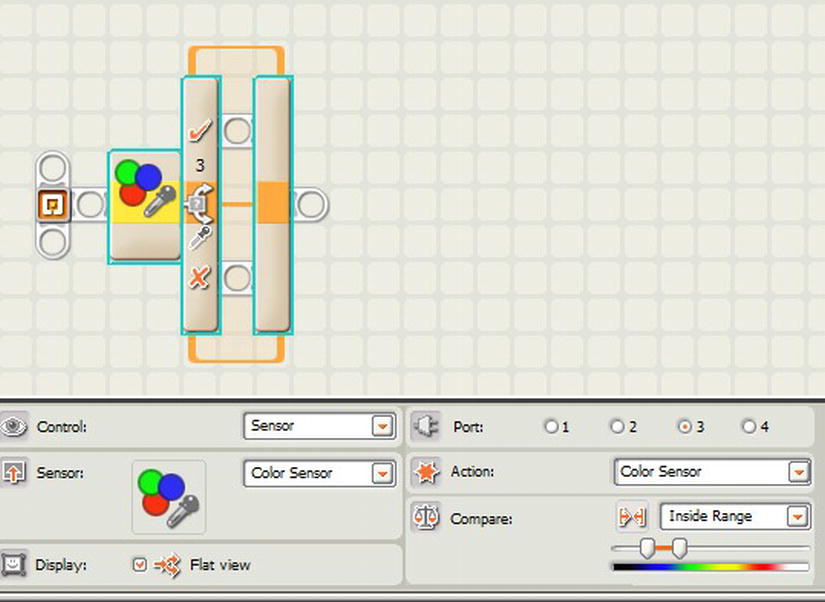 3
Control:
Sensor
Sensor:
Color Sensor
Display:
Flat view
Port:
1
2
3
4
Action:
Color Sensor
Compare:
Inside Range